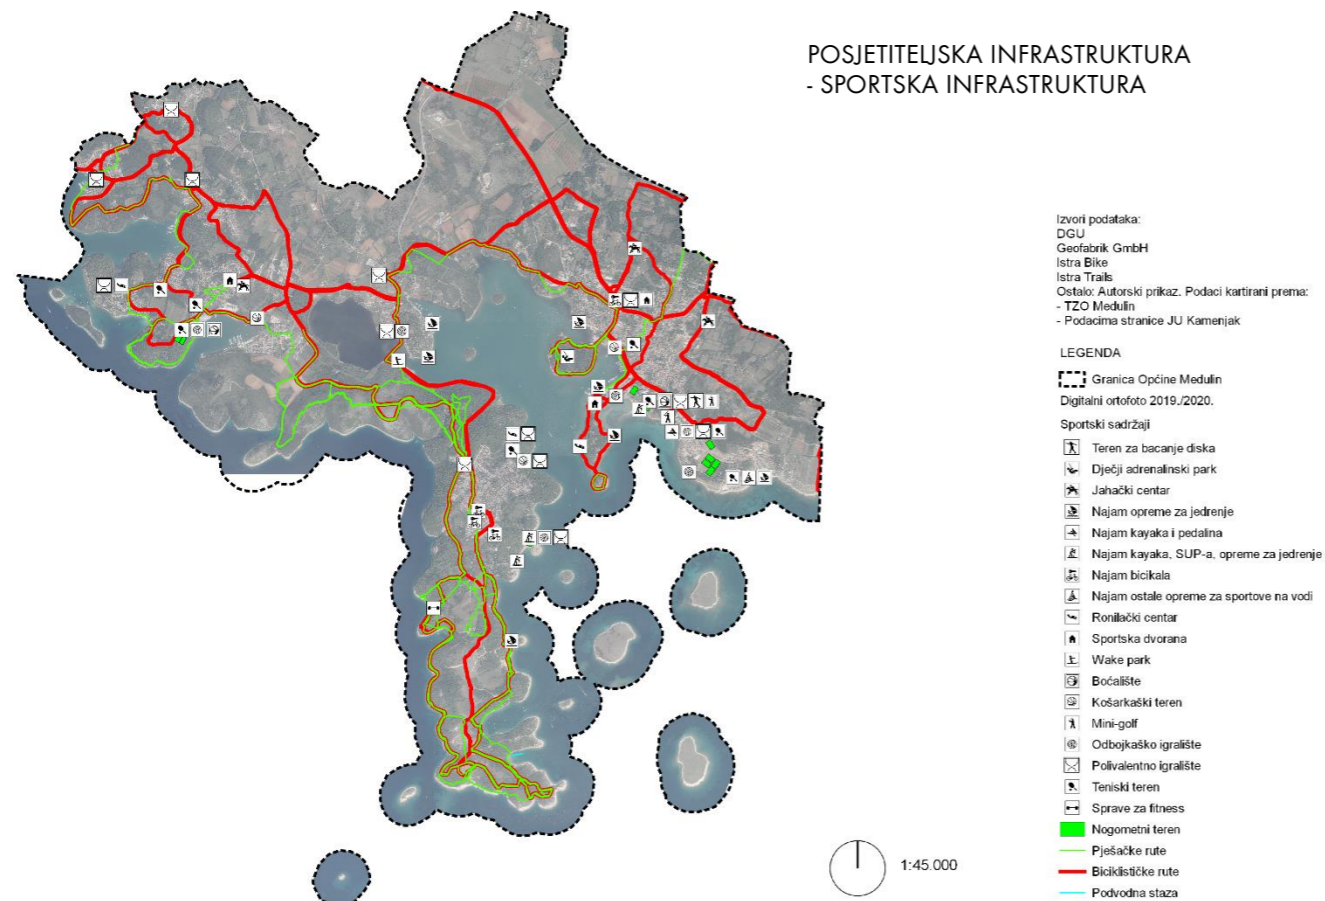 POSJETITELJSKA INFRASTRUKTURA
- SPORTSKA INFRASTRUKTURA
Izvori podataka:
DGU
Geofabrik GmbH
Istra Bike
Istra Trails
Ostalo: Autorski prikaz. Podaci kartirani prema:
- TZO Medulin
- Podacima stranice JU Kamenjak
LEGENDA
Granica Općine Medulin
Digitalni ortofoto 2019./2020.
Sportski sadržaji
Teren za bacanje diska
Dječji adrenalinski park
Jahački centar
Najam opreme za jedrenje
Najam kayaka i pedalina
Najam kayaka, SUP-a, opreme za jedrenje
Najam bicikala
Najam ostale opreme za sportove na vodi
Ronilački centar
Sportska dvorana
Wake park
Boćalište
Košarkaški teren
Mini-golf
Odbojkaško igralište
Polivalentno igralište
Teniski teren
Sprave za fitness
Nogometni teren
Pješačke rute
Biciklističke rute
Podvodna staza
1:45.000